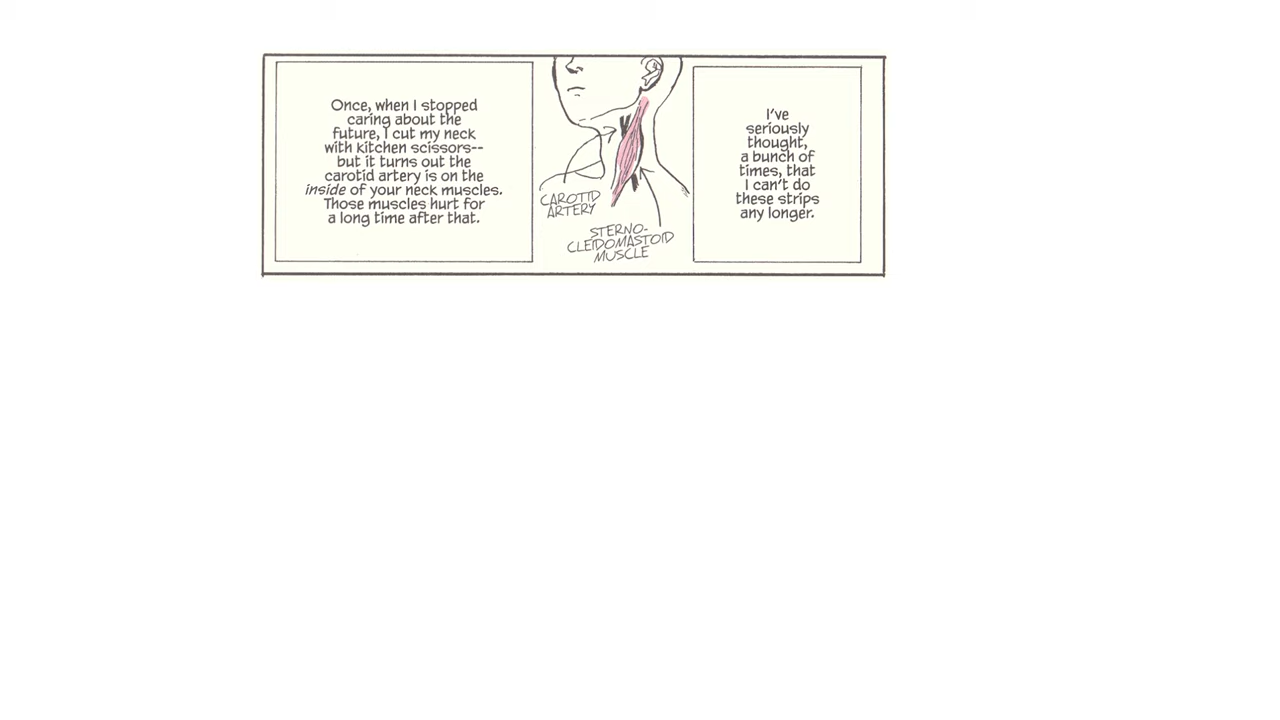 Once, when I stopped
caring about the
future, I cut my neck
with kitchen scissors--
but it turns out the
carotid artery is on the
inside of your neck muscles.
Those muscles hurt for
a long time after that.
CAROTID
ARTERY
STERNO-
CLEIDOMASTOID
MUSCLE
I've
seriously
thought,
a bunch of
times, that
I can't do
these strips
any longer.